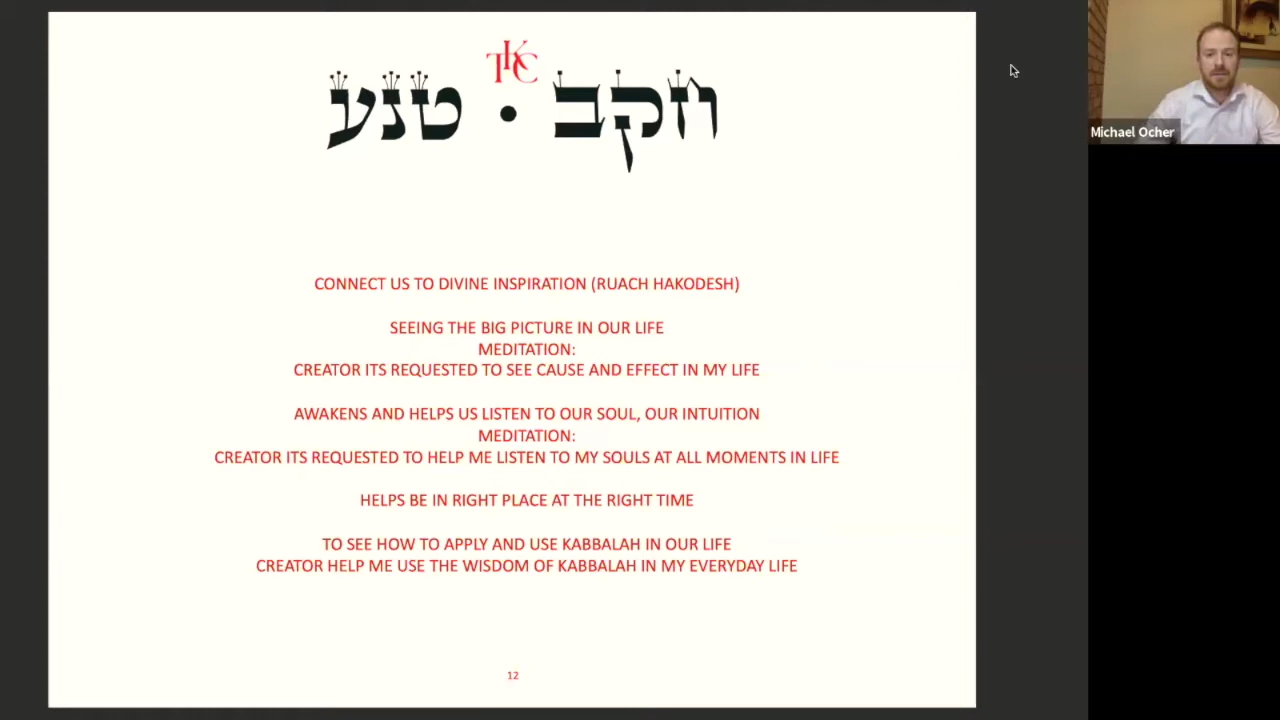 TKC
חקב • טנע
CONNECT US TO DIVINE INSPIRATION (RUACH HAKODESH)
SEEING THE BIG PICTURE IN OUR LIFE
MEDITATION:
CREATOR ITS REQUESTED TO SEE CAUSE AND EFFECT IN MY LIFE
AWAKENS AND HELPS US LISTEN TO OUR SOUL, OUR INTUITION
MEDITATION:
CREATOR ITS REQUESTED TO HELP ME LISTEN TO MY SOULS AT ALL MOMENTS IN LIFE
HELPS BE IN RIGHT PLACE AT THE RIGHT TIME
TO SEE HOW TO APPLY AND USE KABBALAH IN OUR LIFE
CREATOR HELP ME USE THE WISDOM OF KABBALAH IN MY EVERYDAY LIFE
12
Michael Ocher